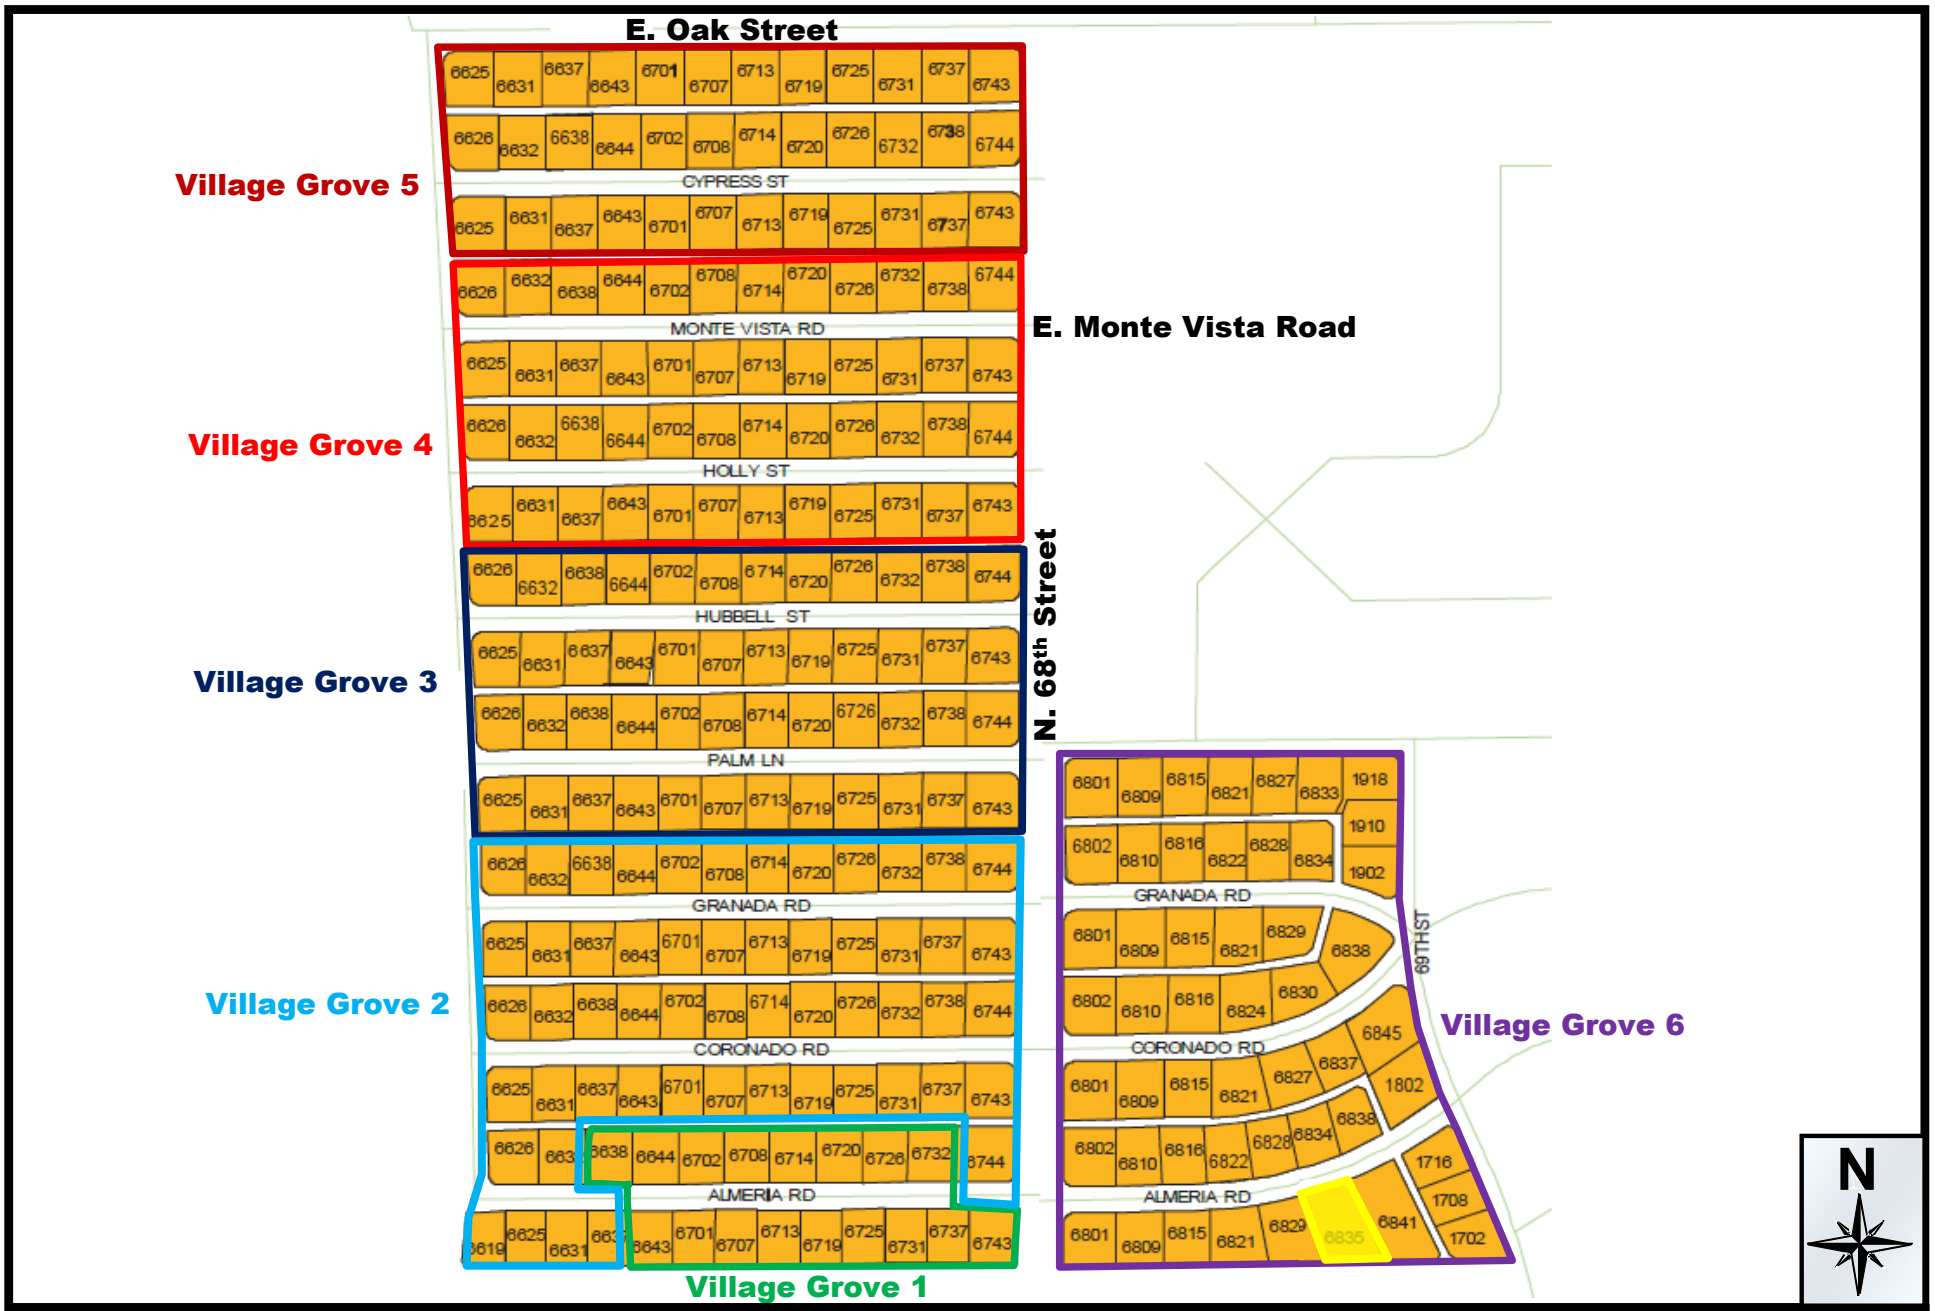 E. Oak Street
6625 6631 6637 6643 6701 6707 6713 6719 6725 6731 6737 6743
6626 6632 6638 6644 6702 6708 6714 6720 6726 6732 6738 6744
Village Grove 5
CYPRESS ST
6625 6631 6637 6643 6701 6707 6713 6719 6725 6731 6737 6743
6626 6632 6638 6644 6702 6708 6714 6720 6726 6732 6738 6744
MONTE VISTA RD
E. Monte Vista Road
6625 6631 6637 6643 6701 6707 6713 6719 6725 6731 6737 6743
6626 6632 6638 6644 6702 6708 6714 6720 6726 6732 6738 6744
Village Grove 4
HOLLY ST
6625 6631 6637 6643 6701 6707 6713 6719 6725 6731 6737 6743
N. 68th Street
6626 6632 6638 6644 6702 6708 6714 6720 6726 6732 6738 6744
HUBBELL ST
6625 6631 6637 6643 6701 6707 6713 6719 6725 6731 6737 6743
Village Grove 3
6626 6632 6638 6644 6702 6708 6714 6720 6726 6732 6738 6744
PALM LN
6625 6631 6637 6643 6701 6707 6713 6719 6725 6731 6737 6743
6626 6632 6638 6644 6702 6708 6714 6720 6726 6732 6738 6744
GRANADA RD
6625 6631 6637 6643 6701 6707 6713 6719 6725 6731 6737 6743
Village Grove 2
6626 6632 6638 6644 6702 6708 6714 6720 6726 6732 6738 6744
CORONADO RD
6625 6631 6637 6643 6701 6707 6713 6719 6725 6731 6737 6743
6626 663 6638 6644 6702 6708 6714 6720 6726 6732 6744
ALMERIA RD
6619 6625 6631 663 6643 6701 6707 6713 6719 6725 6731 6737 6743
Village Grove 1
6801 6809 6815 6821 6827 6833 1918
1910
6802 6810 6816 6822 6828 6834
1902
GRANADA RD
69TH ST
6801 6809 6815 6821 6829 6838
6802 6810 6816 6824 6830
Village Grove 6
CORONADO RD
6801 6809 6815 6821 6827 6837 6845
1802
6802 6810 6816 6822 6828 6834 6838
1716
ALMERIA RD
1708
6801 6809 6815 6821 6829 6835 6841
1702
N